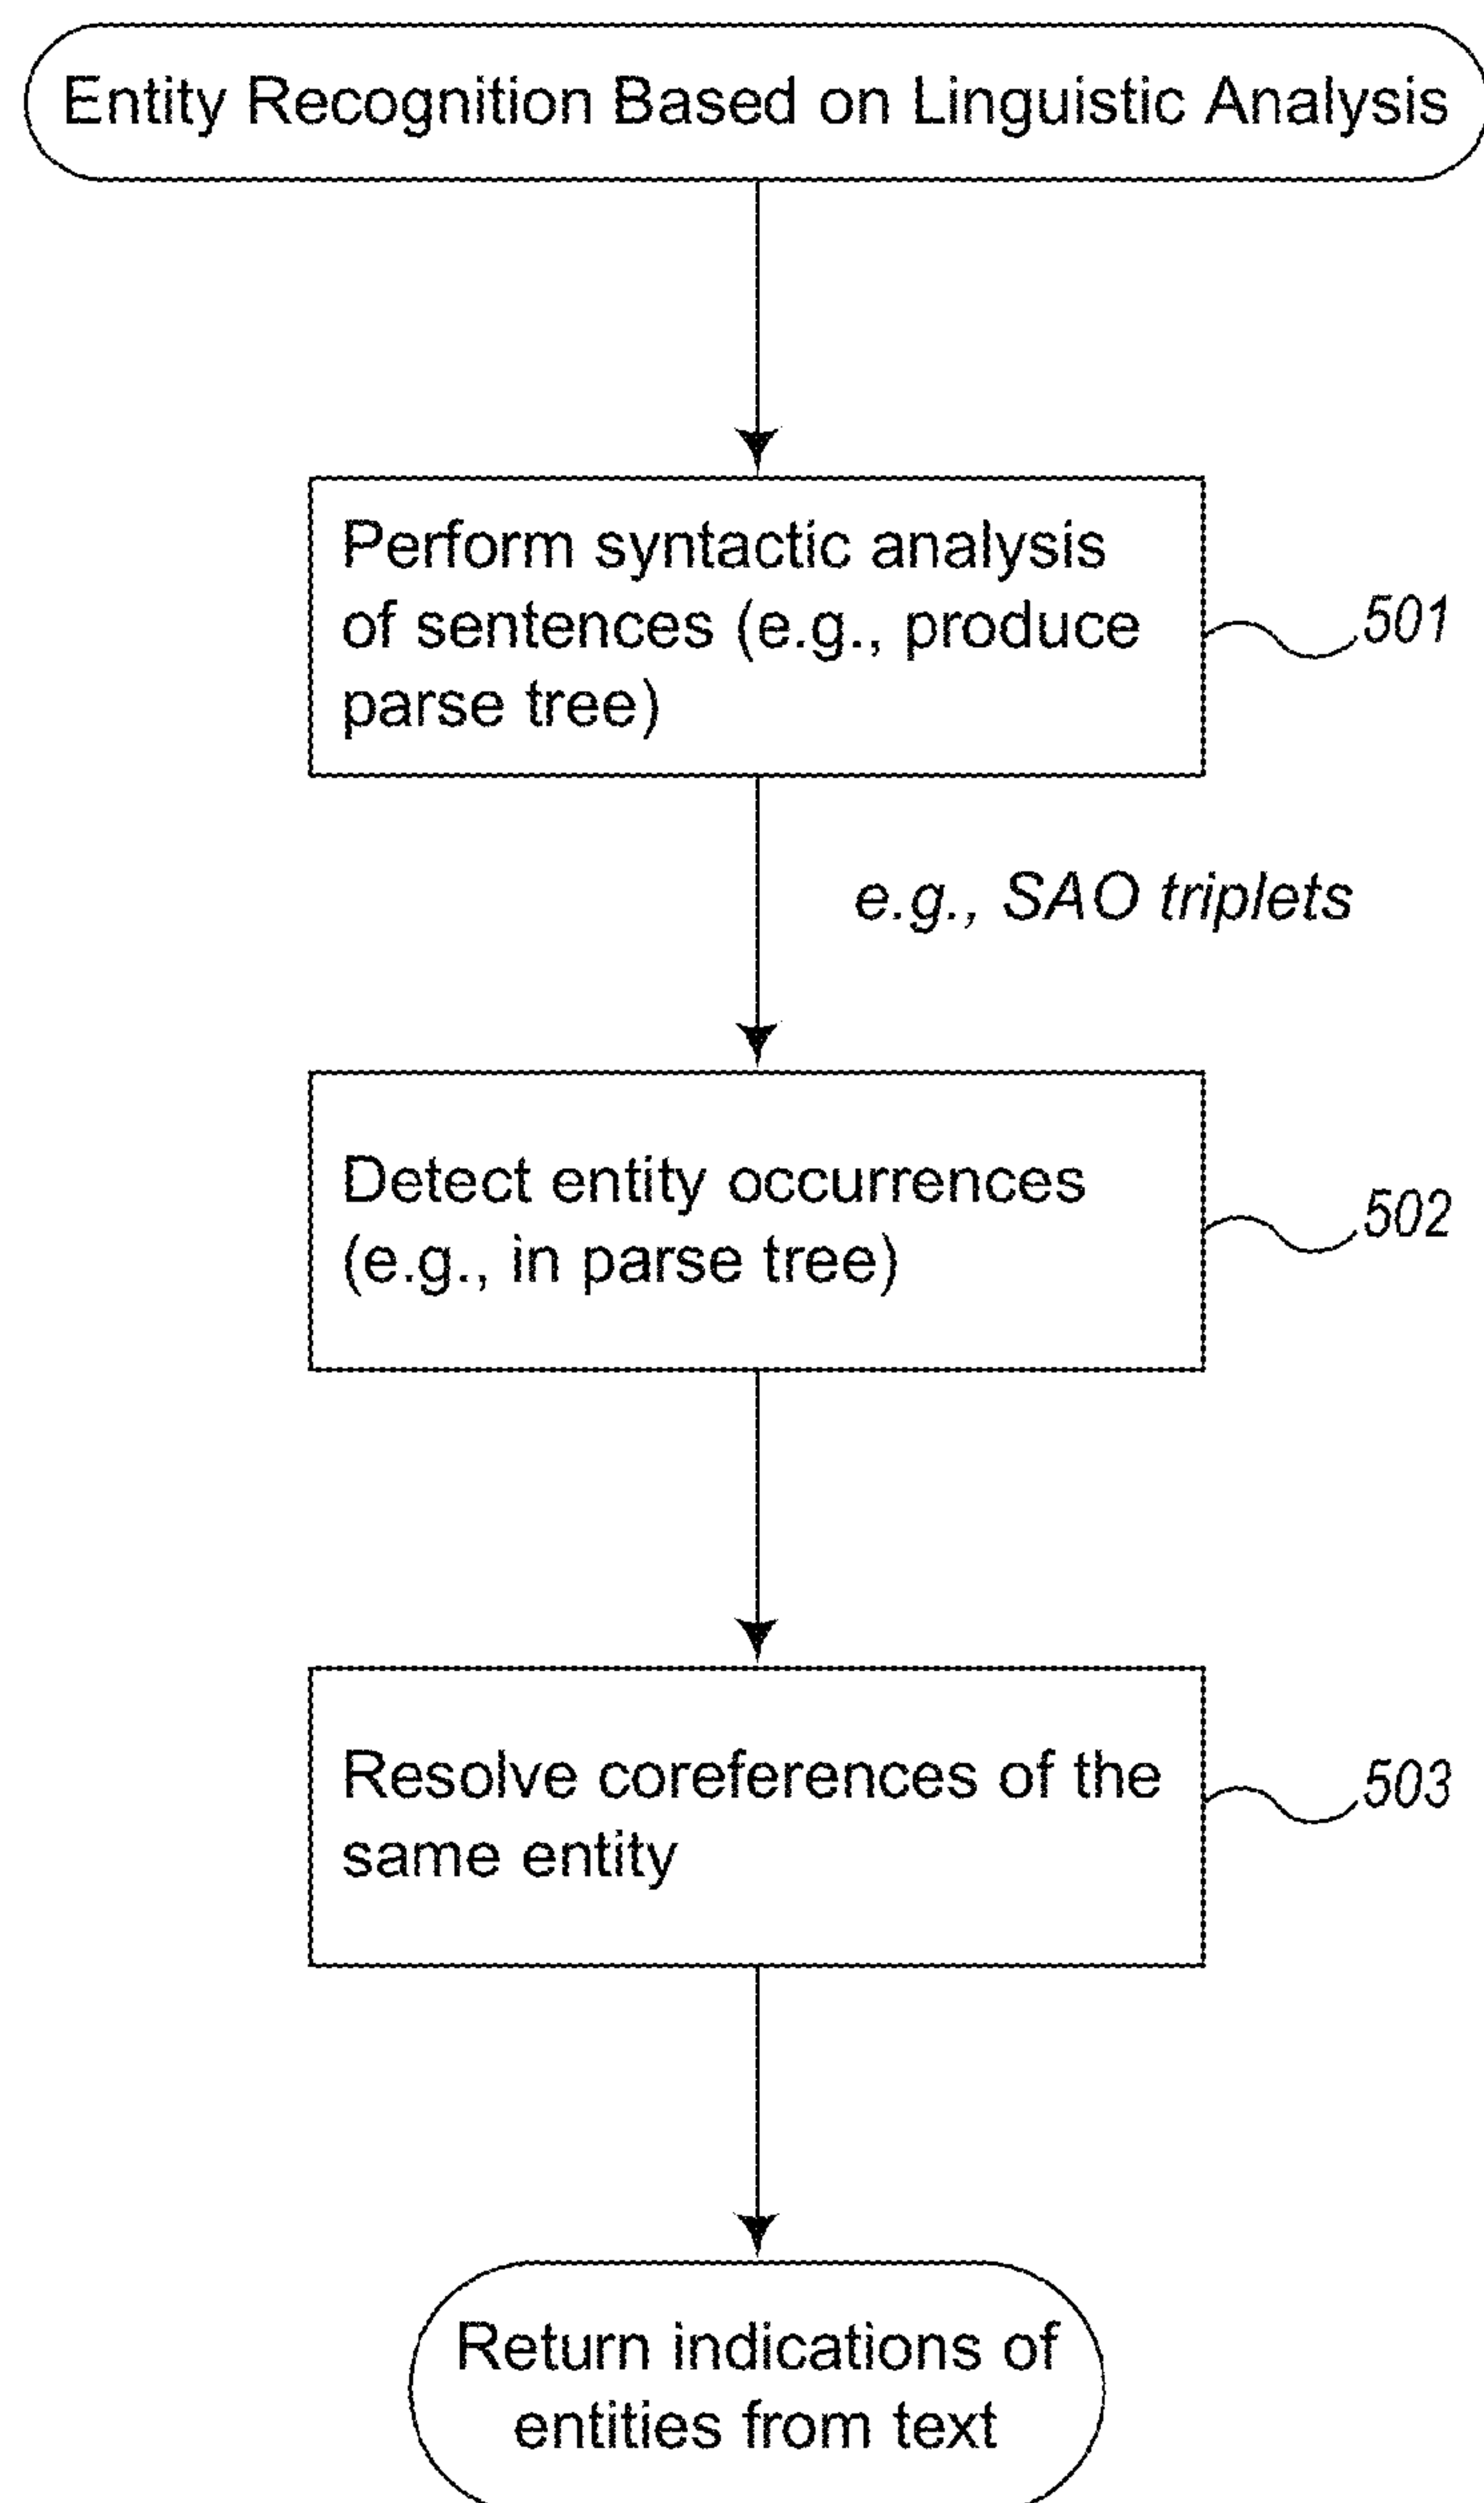 Entity Recognition Based on Linguistic Analysis
Perform syntactic analysis
of sentences (e.g., produce
parse tree)
501
e.g., SAO triplets
Detect entity occurrences
(e.g., in parse tree)
502
Resolve coreferences of the
same entity
503
Return indications of
entities from text